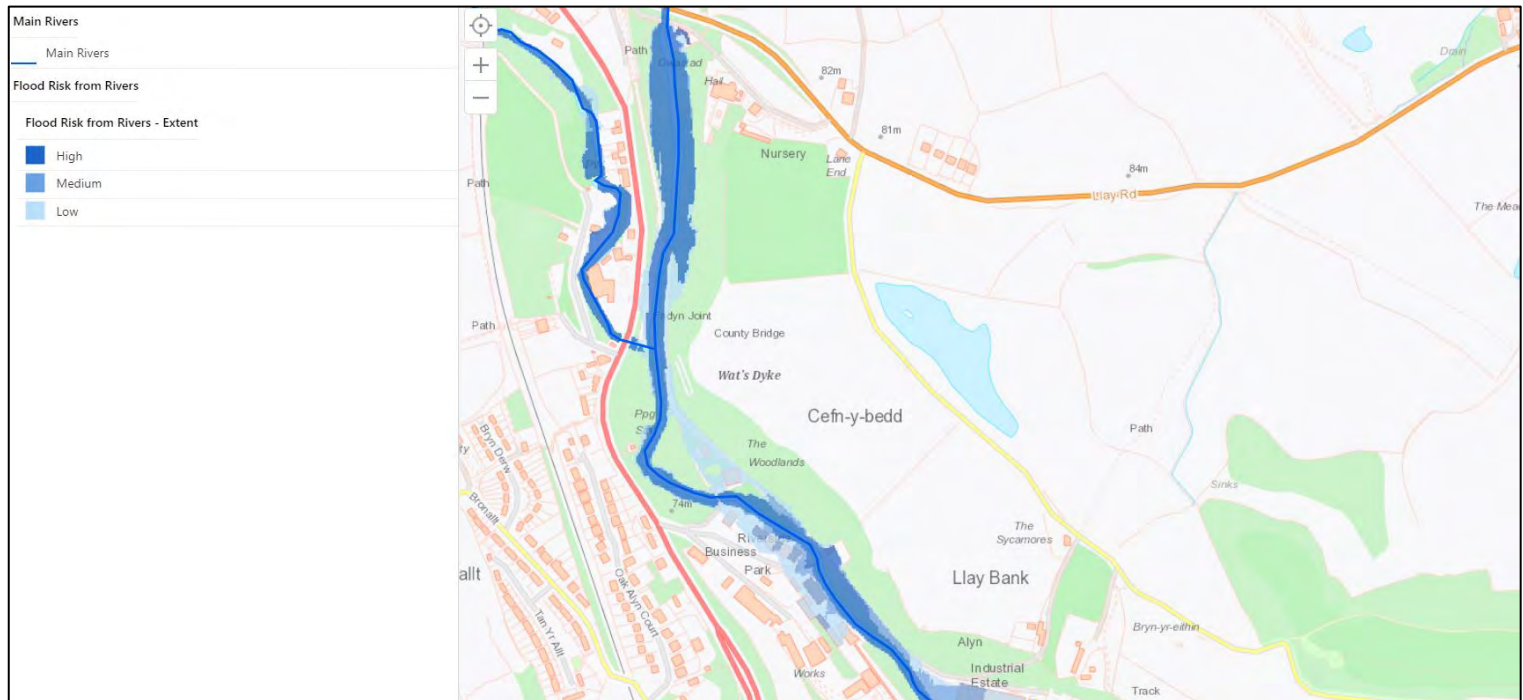 Main Rivers
Main Rivers
Flood Risk from Rivers
Flood Risk from Rivers - Extent
High
Medium
Low
Path
Hall
82m
Drain
81m
Nursery
Lane
End
84m
Llay Rd
Path
Path
County Bridge
Wat's Dyke
Cefn-y-bedd
Ppg
Path
The
Woodlands
Bryn Derw
Bronallt
74m
Sinks
The
Sycamores
Business
Park
allt
Oak Alyn Court
Tan Yr Allt
Llay Bank
Bryn-yr-eithin
Alyn
Industrial
Estate
Works
Track